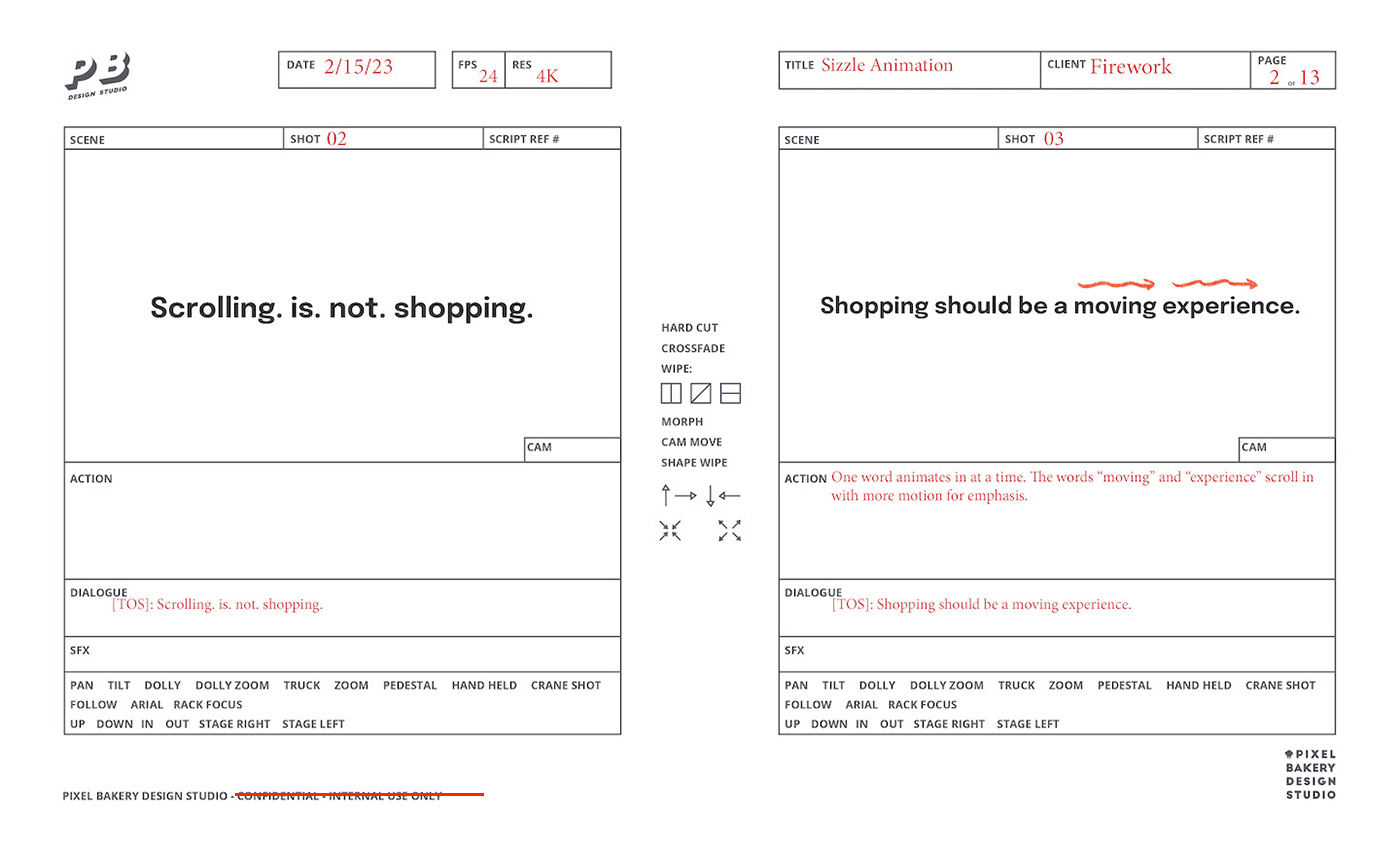 PB
DESIGN STUDIO
DATE 2/15/23
FPS 24
RES 4K
TITLE Sizzle Animation
CLIENT Firework
PAGE 2 OF 13
SCENE
SHOT 02
SCRIPT REF #
Scrolling. is. not. shopping.
CAM
ACTION
DIALOGUE
[TOS]: Scrolling. is. not. shopping.
SFX
PAN TILT DOLLY DOLLY ZOOM TRUCK ZOOM PEDESTAL HAND HELD CRANE SHOT
FOLLOW ARIAL RACK FOCUS
UP DOWN IN OUT STAGE RIGHT STAGE LEFT
HARD CUT
CROSSFADE
WIPE:
MORPH
CAM MOVE
SHAPE WIPE
SCENE
SHOT 03
SCRIPT REF #
Shopping should be a moving experience.
CAM
ACTION One word animates in at a time. The words “moving” and “experience” scroll in
with more motion for emphasis.
DIALOGUE
[TOS]: Shopping should be a moving experience.
SFX
PAN TILT DOLLY DOLLY ZOOM TRUCK ZOOM PEDESTAL HAND HELD CRANE SHOT
FOLLOW ARIAL RACK FOCUS
UP DOWN IN OUT STAGE RIGHT STAGE LEFT
PIXEL BAKERY DESIGN STUDIO - CONFIDENTIAL - INTERNAL USE ONLY
PIXEL
BAKERY
DESIGN
STUDIO